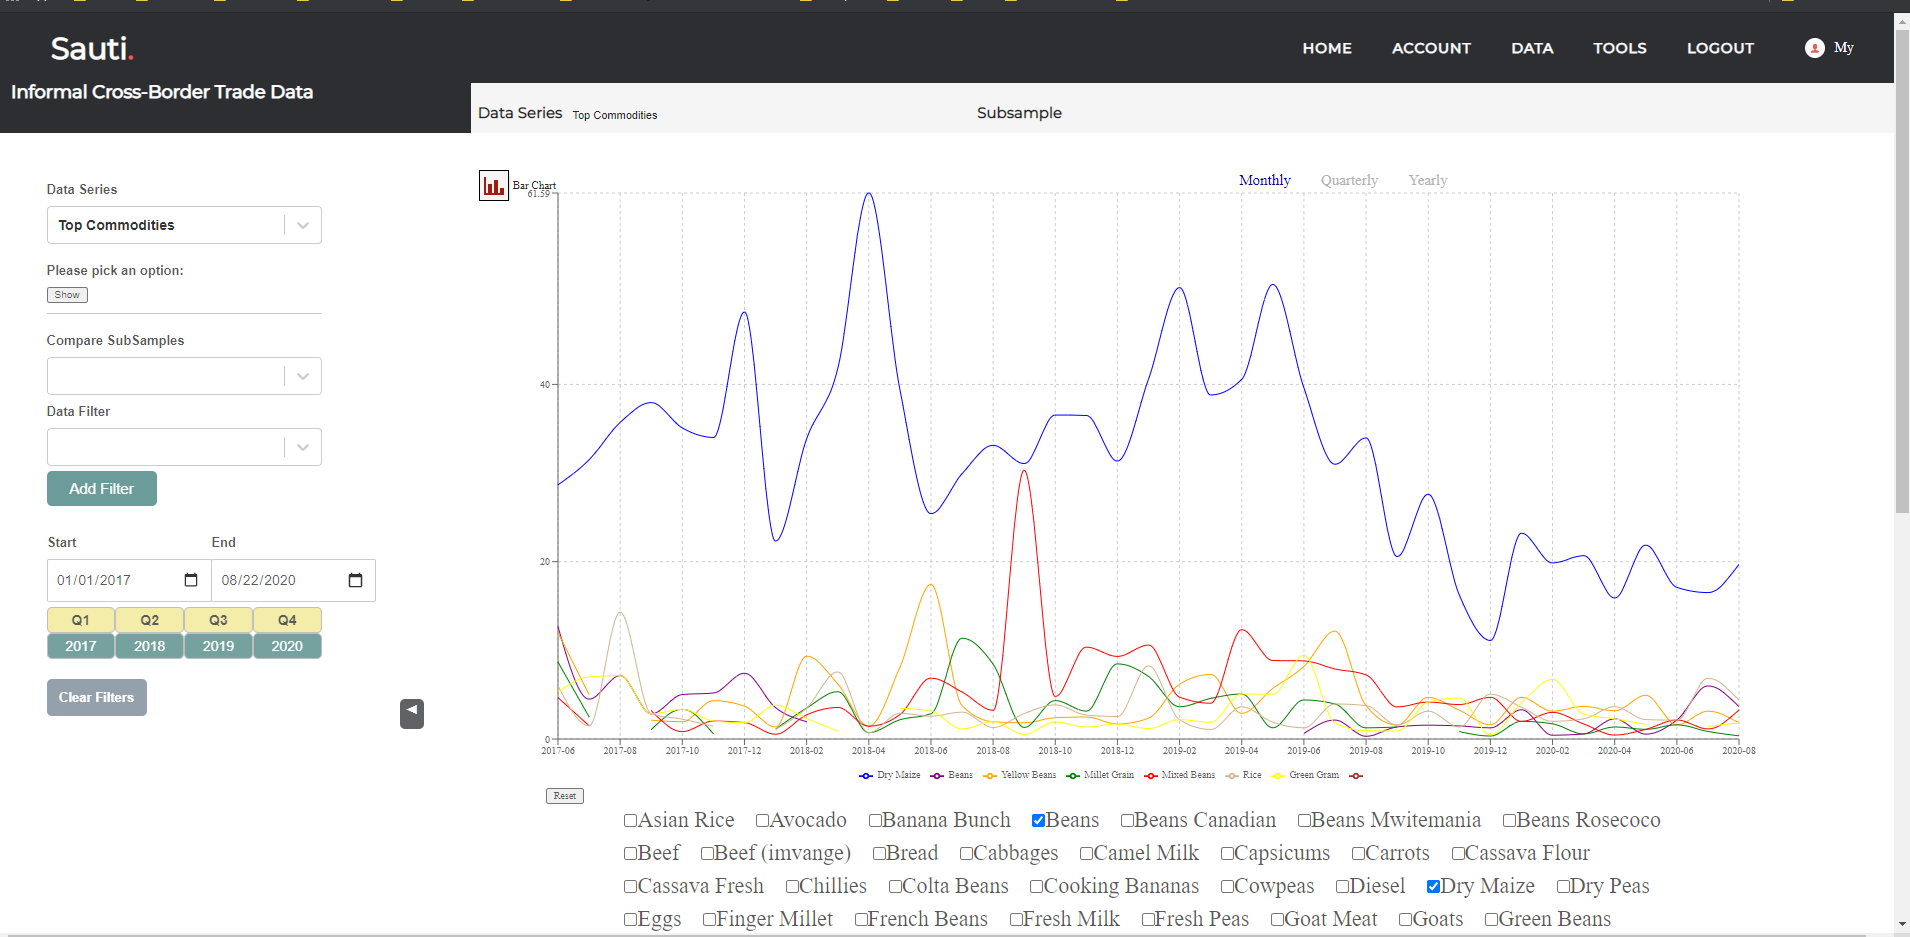 Sauti.
HOME ACCOUNT DATA TOOLS LOGOUT My
Informal Cross-Border Trade Data
Data Series Top Commodities Subsample
Data Series
Top Commodities
Please pick an option:
Show
Compare SubSamples
Data Filter
Add Filter
Start End
01/01/2017 08/22/2020
Q1 Q2 Q3 Q4
2017 2018 2019 2020
Clear Filters
Bar Chart
Monthly Quarterly Yearly
61.59
40
20
0
2017-06 2017-08 2017-10 2017-12 2018-02 2018-04 2018-06 2018-08 2018-10 2018-12 2019-02 2019-04 2019-06 2019-08 2019-10 2019-12 2020-02 2020-04 2020-06 2020-08
Dry Maize Beans Yellow Beans Millet Grain Mixed Beans Rice Green Gram
Reset
Asian Rice Avocado Banana Bunch Beans Beans Canadian Beans Mwitemania Beans Rosecoco
Beef Beef (imvange) Bread Cabbages Camel Milk Capsicums Carrots Cassava Flour
Cassava Fresh Chillies Colta Beans Cooking Bananas Cowpeas Diesel Dry Maize Dry Peas
Eggs Finger Millet French Beans Fresh Milk Fresh Peas Goat Meat Goats Green Beans